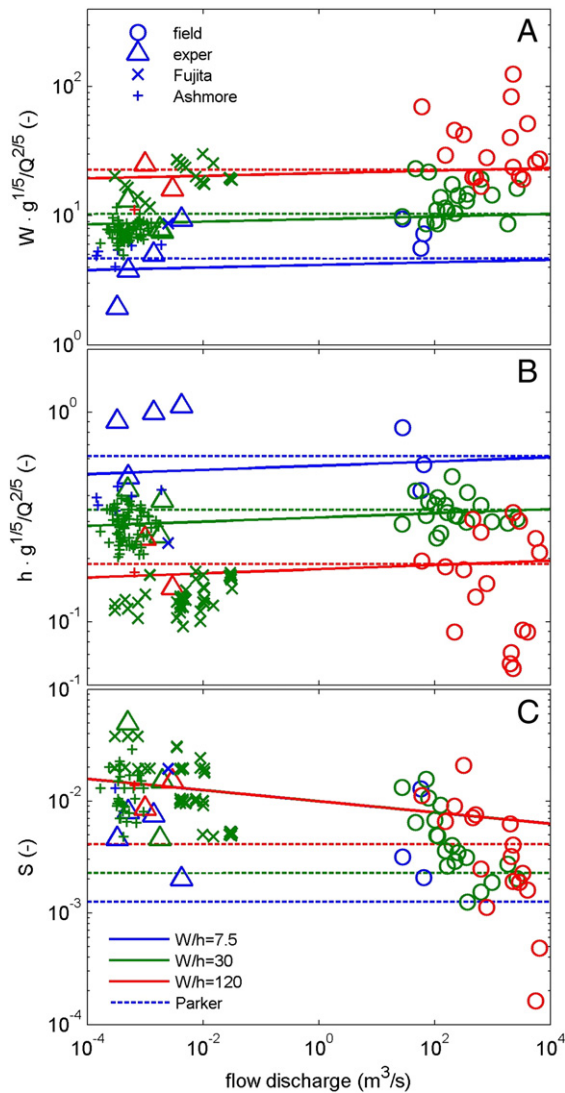 A
field
exper
Fujita
Ashmore
10²
10¹
10⁰
W · g^{1/5}/Q^{2/5} (-)
B
10⁰
10⁻¹
h · g^{1/5}/Q^{2/5} (-)
10⁻¹
C
10⁻²
10⁻³
10⁻⁴
S (-)
W/h=7.5
W/h=30
W/h=120
Parker
10⁻⁴ 10⁻² 10⁰ 10² 10⁴
flow discharge (m³/s)